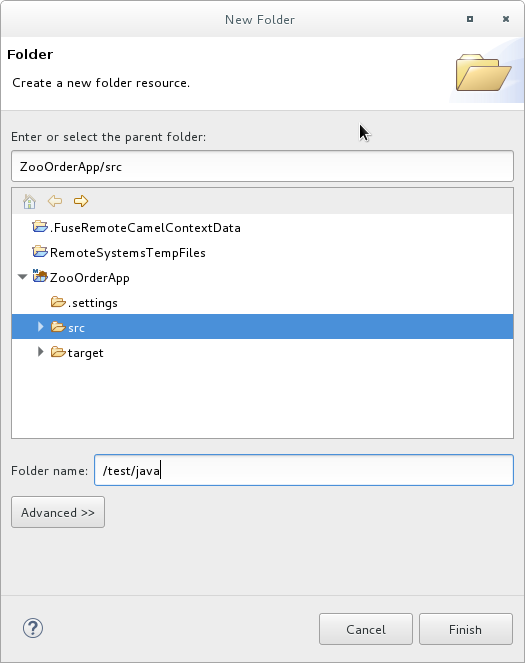 New Folder
Folder
Create a new folder resource.
Enter or select the parent folder:
ZooOrderApp/src
.FuseRemoteCamelContextData
RemoteSystemsTempFiles
ZooOrderApp
.settings
src
target
Folder name: /test/java
Advanced >>
? Cancel Finish